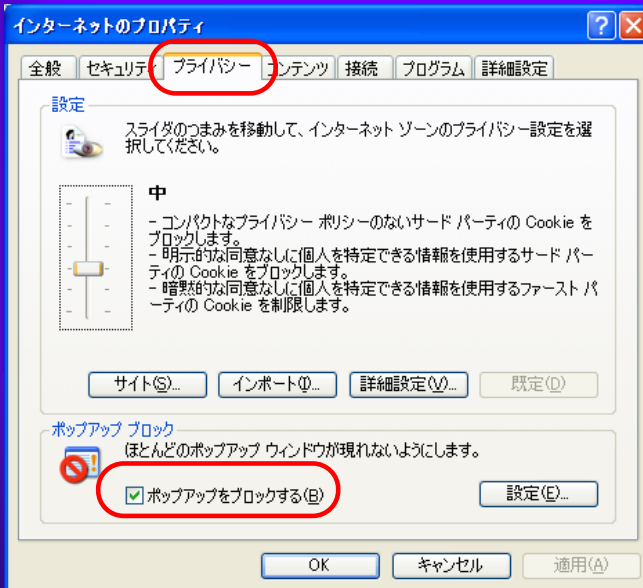 インターネットのプロパティ
全般 セキュリティ プライバシー コンテンツ 接続 プログラム 詳細設定
設定
スライダのつまみを移動して、インターネット ゾーンのプライバシー設定を選
択してください。
中
- コンパクトなプライバシー ポリシーのないサード パーティの Cookie を
ブロックします。
- 明示的な同意なしに個人を特定できる情報を使用するサード パー
ティの Cookie をブロックします。
- 暗黙的な同意なしに個人を特定できる情報を使用するファースト パ
ーティの Cookie を制限します。
サイト(S)... インポート(I)... 詳細設定(V)... 既定(D)
ポップアップ ブロック
ほとんどのポップアップ ウィンドウが現れないようにします。
ポップアップをブロックする(B) 設定(E)...
OK キャンセル 適用(A)